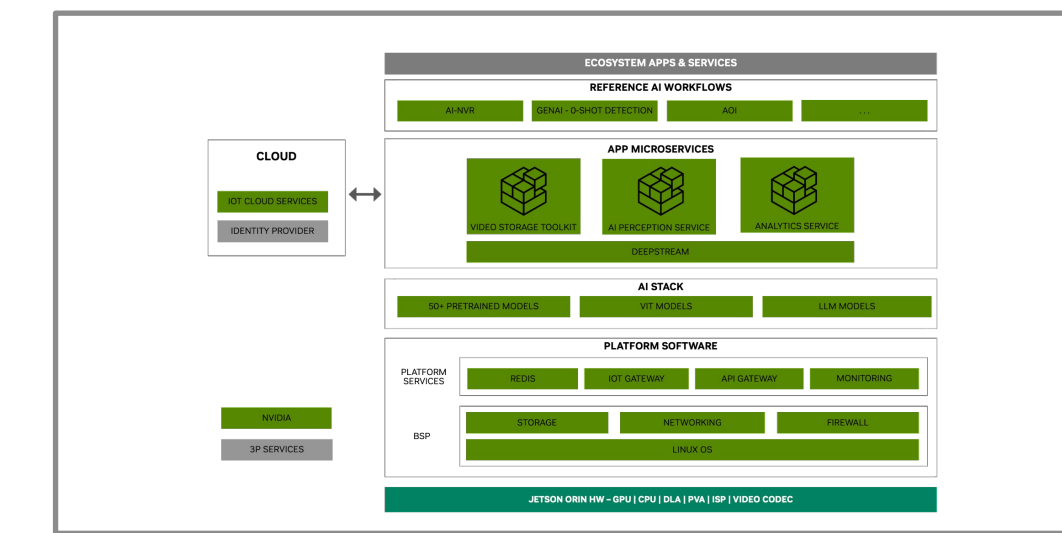 ECOSYSTEM APPS & SERVICES
REFERENCE AI WORKFLOWS
AI-NVR
GENAI - 0-SHOT DETECTION
AOI
...
CLOUD
IOT CLOUD SERVICES
IDENTITY PROVIDER
APP MICROSERVICES
VIDEO STORAGE TOOLKIT
AI PERCEPTION SERVICE
ANALYTICS SERVICE
DEEPSTREAM
AI STACK
50+ PRETRAINED MODELS
VIT MODELS
LLM MODELS
PLATFORM SOFTWARE
PLATFORM
SERVICES
REDIS
IOT GATEWAY
API GATEWAY
MONITORING
BSP
STORAGE
NETWORKING
FIREWALL
LINUX OS
NVIDIA
3P SERVICES
JETSON ORIN HW – GPU | CPU | DLA | PVA | ISP | VIDEO CODEC